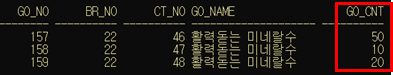 GO_NO BR_NO CT_NO GO_NAME GO_CNT
157 22 46 활력돋는 미네랄수 50
158 22 47 활력돋는 미네랄수 10
159 22 48 활력돋는 미네랄수 20